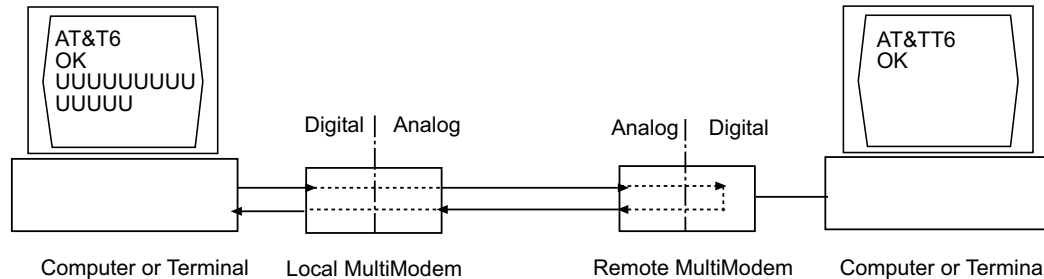 AT&T6
OK
UUUUUUUUU
UUUUU
AT&TT6
OK
Digital | Analog
Analog Digital
Computer or Terminal
Local MultiModem
Remote MultiModem
Computer or Termina